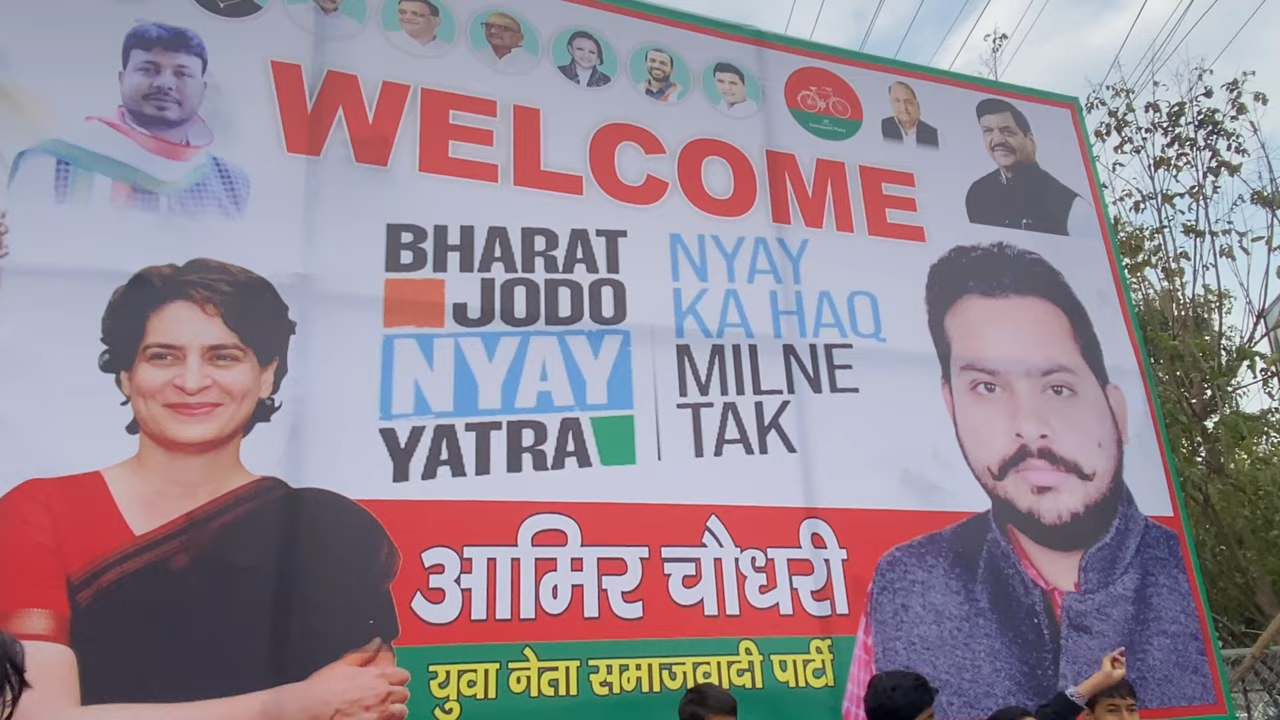 WELCOME
BHARAT
JODO
NYAY
YATRA
NYAY
KA HAQ
MILNE
TAK
आमिर चौधरी
युवा नेता समाजवादी पार्टी